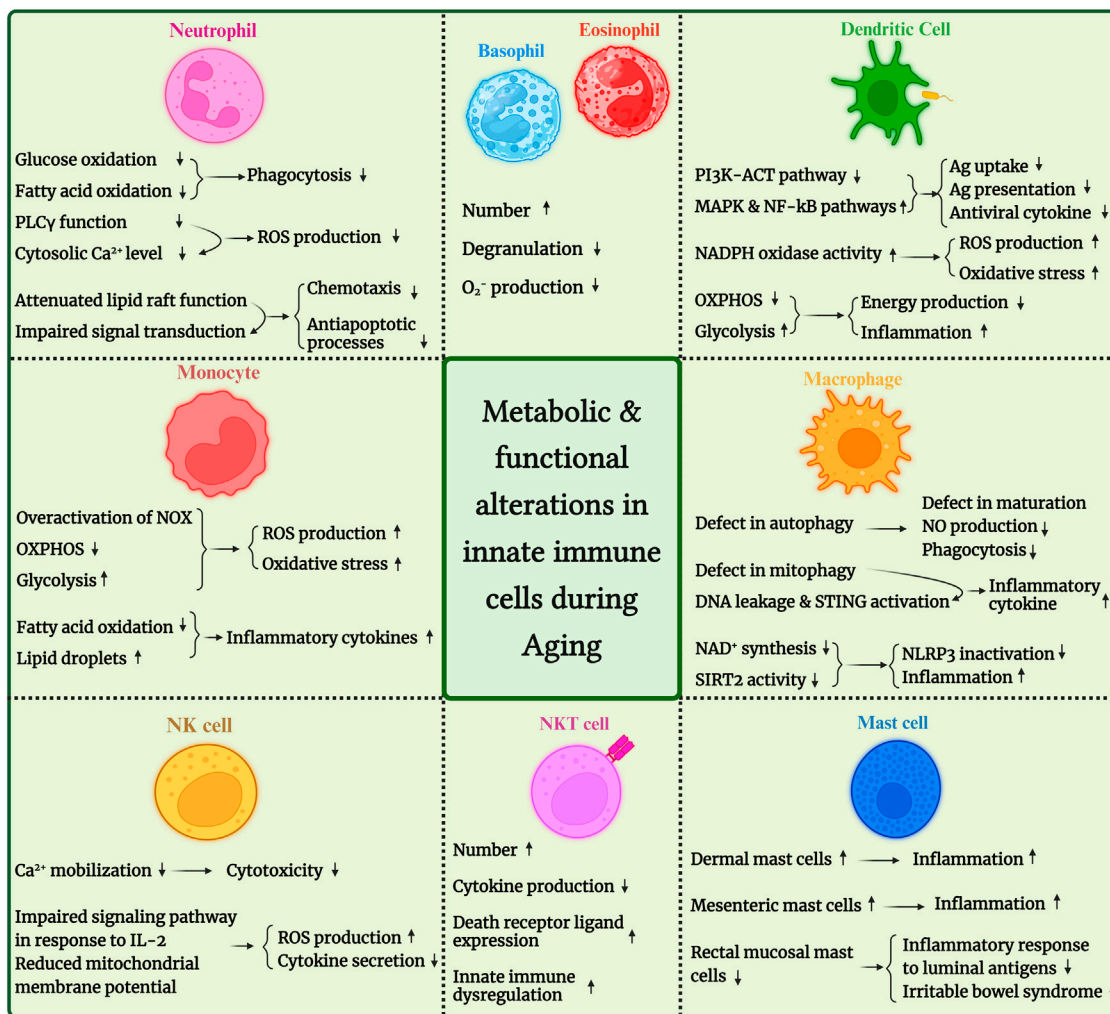 Neutrophil
Glucose oxidation ↓
Fatty acid oxidation ↓
Phagocytosis ↓
PLCγ function ↓
Cytosolic Ca²⁺ level ↓
ROS production ↓
Attenuated lipid raft function
Impaired signal transduction
Chemotaxis ↓
Antiapoptotic
processes ↓
Basophil
Eosinophil
Number ↑
Degranulation ↓
O₂⁻ production ↓
Dendritic Cell
PI3K-ACT pathway ↓
MAPK & NF-kB pathways ↑
Ag uptake ↓
Ag presentation ↓
Antiviral cytokine ↓
NADPH oxidase activity ↑
ROS production ↑
Oxidative stress ↑
OXPHOS ↓
Glycolysis ↑
Energy production ↓
Inflammation ↑
Monocyte
Overactivation of NOX
OXPHOS ↓
Glycolysis ↑
ROS production ↑
Oxidative stress ↑
Fatty acid oxidation ↓
Lipid droplets ↑
Inflammatory cytokines ↑
Metabolic &
functional
alterations in
innate immune
cells during
Aging
Macrophage
Defect in autophagy
Defect in maturation
NO production ↓
Phagocytosis ↓
Defect in mitophagy
DNA leakage & STING activation
Inflammatory
cytokine ↑
NAD⁺ synthesis ↓
SIRT2 activity ↓
NLRP3 inactivation ↓
Inflammation ↑
NK cell
Ca²⁺ mobilization ↓
Cytotoxicity ↓
Impaired signaling pathway
in response to IL-2
Reduced mitochondrial
membrane potential
ROS production ↑
Cytokine secretion ↓
NKT cell
Number ↑
Cytokine production ↓
Death receptor ligand
expression ↑
Innate immune
dysregulation ↑
Mast cell
Dermal mast cells ↑
Inflammation ↑
Mesenteric mast cells ↑
Inflammation ↑
Rectal mucosal mast
cells ↓
Inflammatory response
to luminal antigens ↓
Irritable bowel syndrome